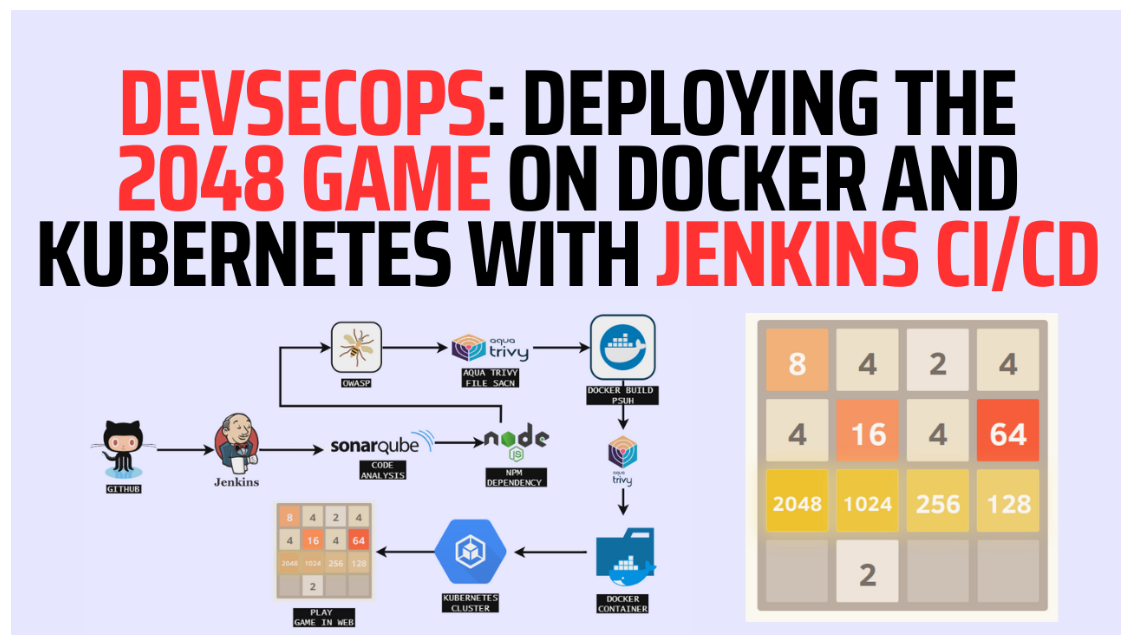 DEVSECOPS: DEPLOYING THE
2048 GAME ON DOCKER AND
KUBERNETES WITH JENKINS CI/CD
OWASP
aqua
trivy
AQUA TRIVY
FILE SACN
DOCKER BUILD
PSUH
GITHUB
Jenkins
sonarqube
CODE
ANALYSIS
node
JS
NPM
DEPENDENCY
aqua
trivy
DOCKER
CONTAINER
KUBERNETES
CLUSTER
8 4 2 4
4 16 4 64
2048 1024 256 128
2
PLAY
GAME IN WEB
8 4 2 4
4 16 4 64
2048 1024 256 128
2